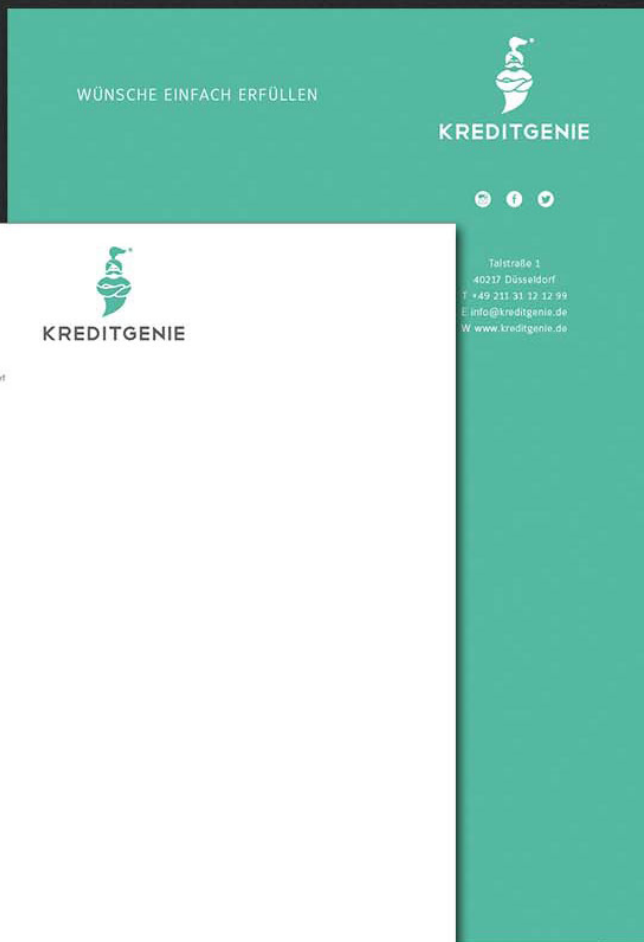 WÜNSCHE EINFACH ERFÜLLEN
KREDITGENIE
Talstraße 1
40217 Düsseldorf
T +49 211 31 12 12 99
E info@kreditgenie.de
W www.kreditgenie.de
KREDITGENIE